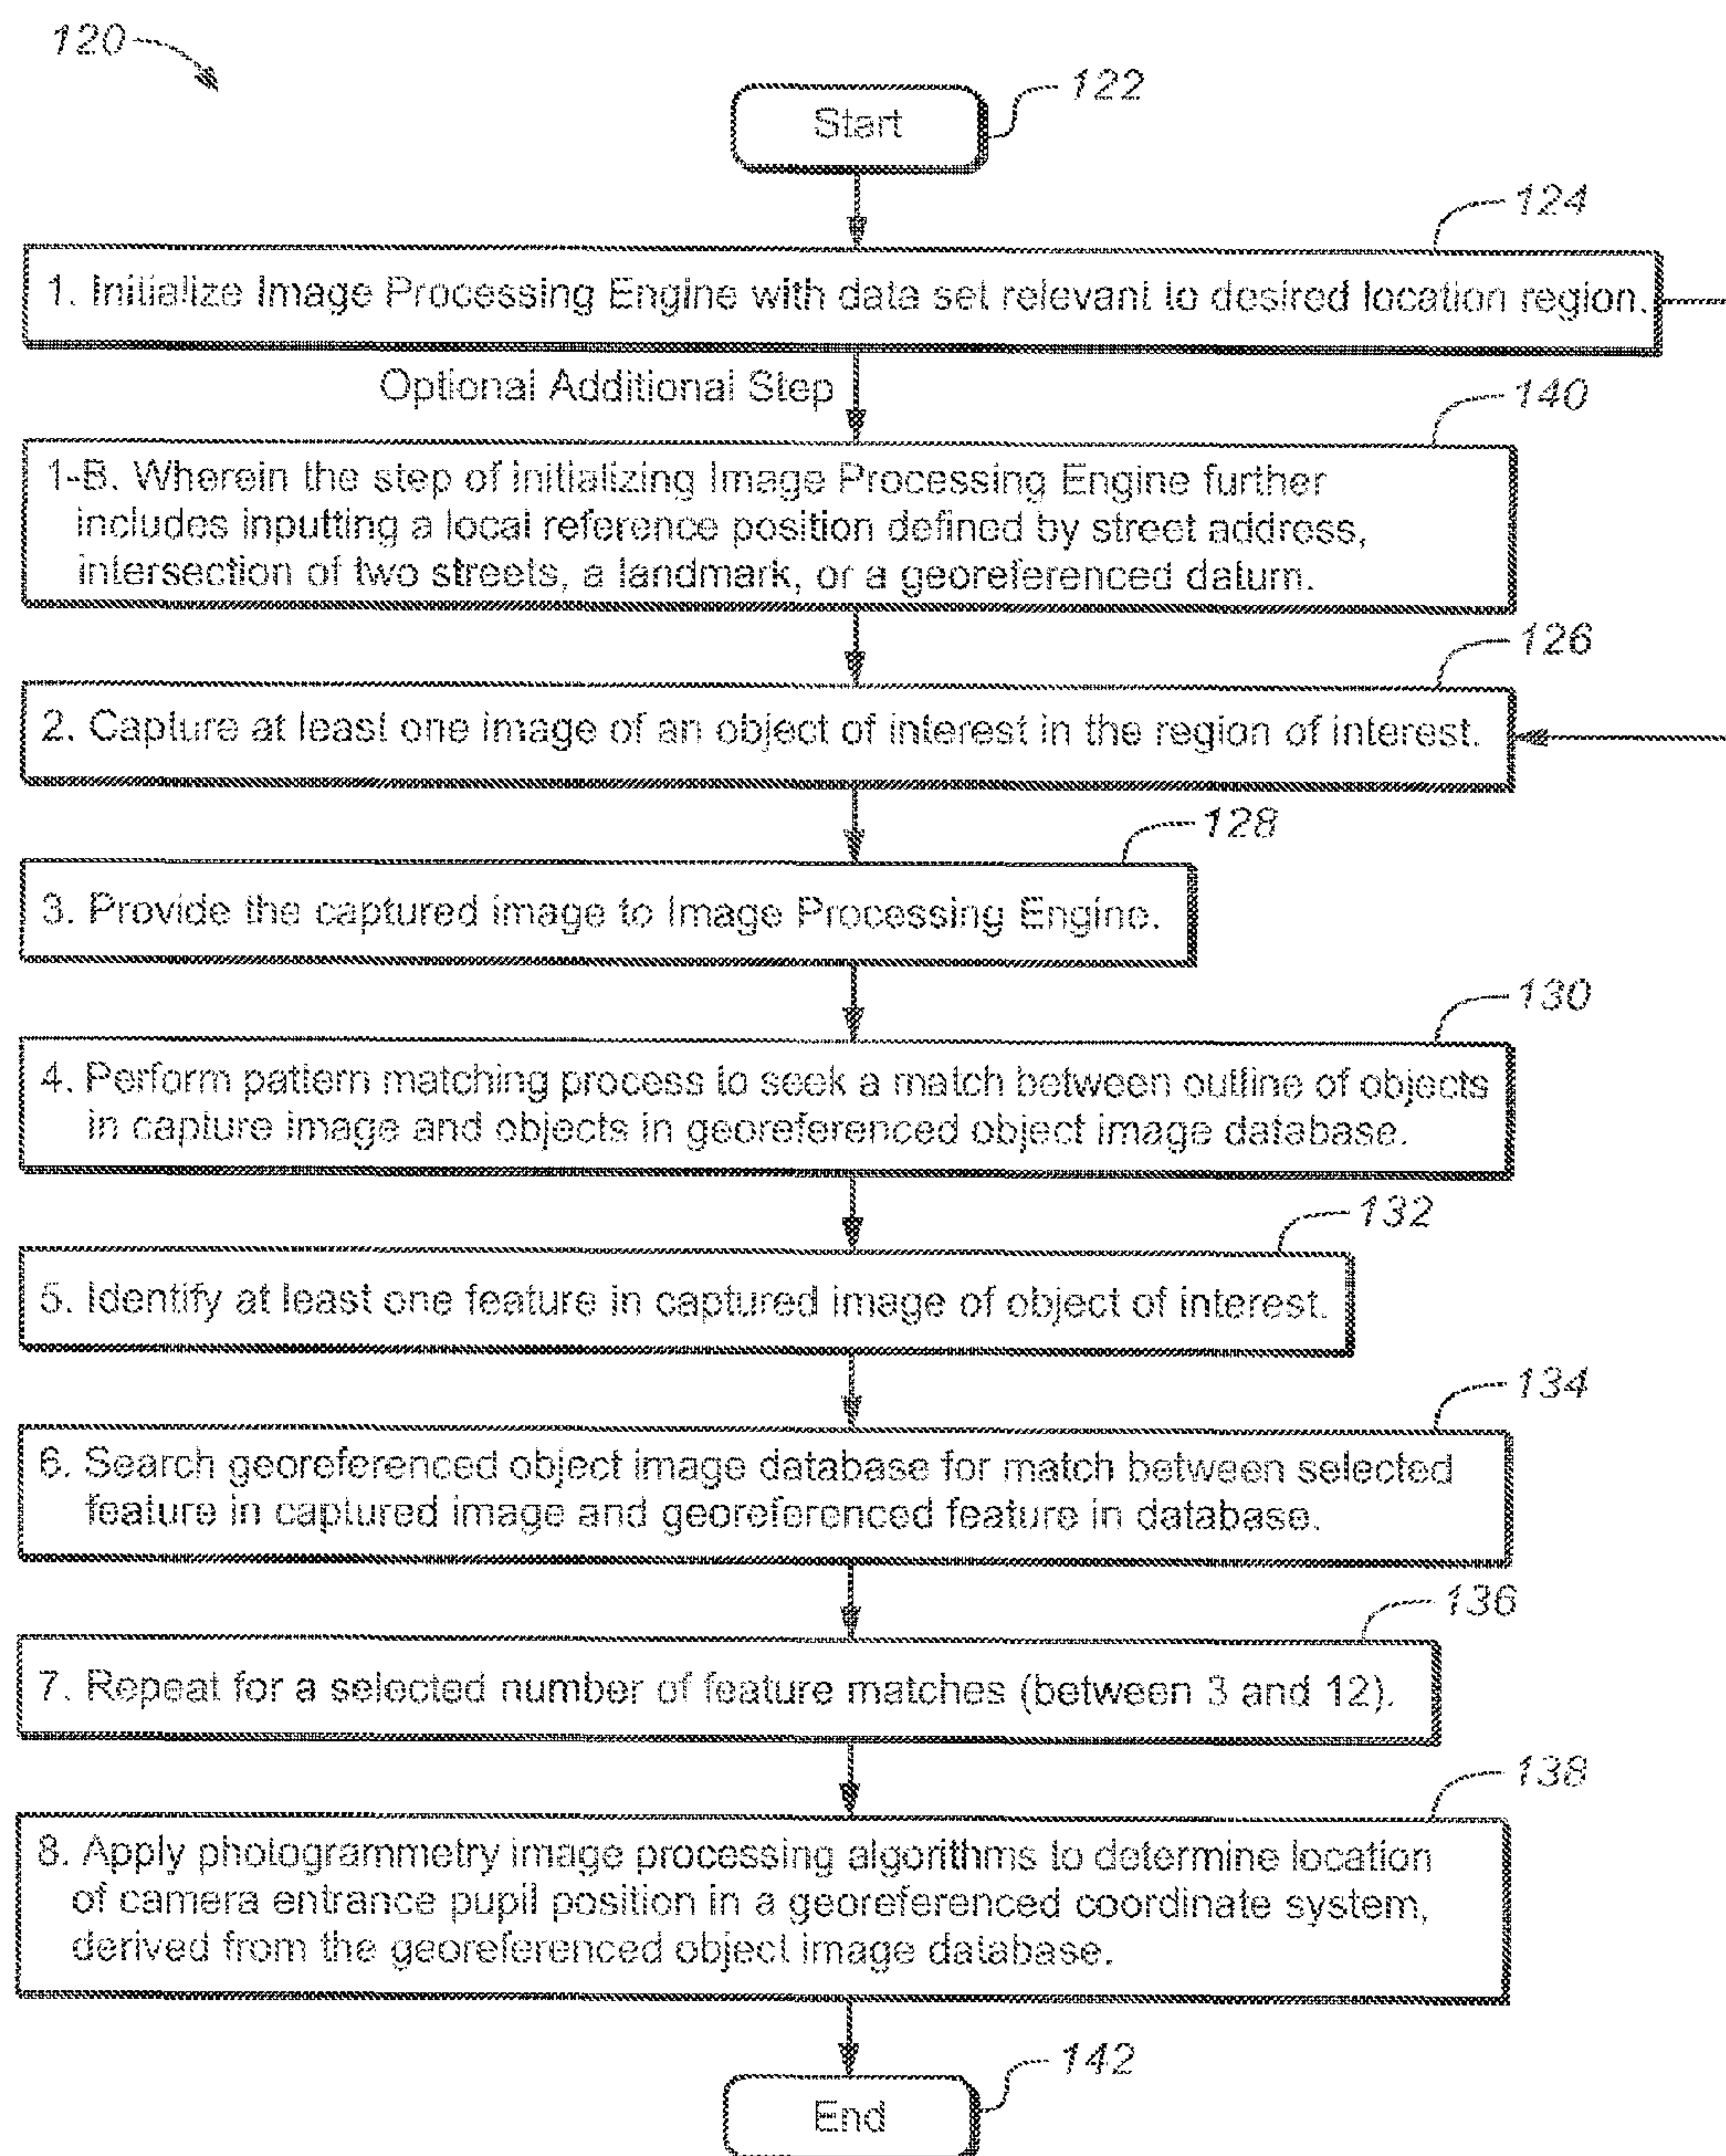 120
Start
122
124
1. Initialize Image Processing Engine with data set relevant to desired location region.
Optional Additional Step
140
1-B. Wherein the step of initializing Image Processing Engine further
includes inputting a local reference position defined by street address,
intersection of two streets, a landmark, or a georeferenced datum.
126
2. Capture at least one image of an object of interest in the region of interest.
128
3. Provide the captured image to Image Processing Engine.
130
4. Perform pattern matching process to seek a match between outline of objects
in capture image and objects in georeferenced object image database.
132
5. Identify at least one feature in captured image of object of interest.
134
6. Search georeferenced object image database for match between selected
feature in captured image and georeferenced feature in database.
136
7. Repeat for a selected number of feature matches (between 3 and 12).
138
8. Apply photogrammetry image processing algorithms to determine location
of camera entrance pupil position in a georeferenced coordinate system,
derived from the georeferenced object image database.
142
End